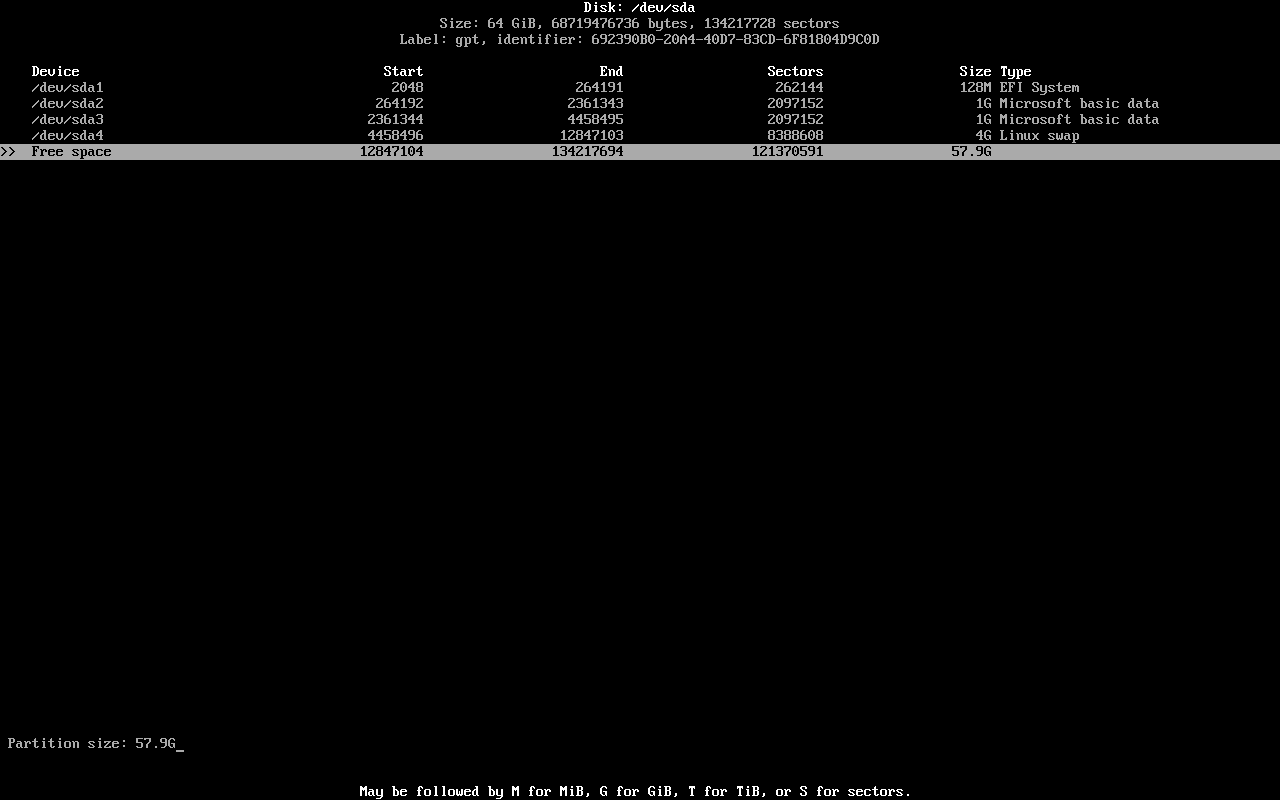 Disk: /dev/sda
Size: 64 GiB, 68719476736 bytes, 134217728 sectors
Label: gpt, identifier: 692390B0-20A4-40D7-83CD-6F81804D9C0D
Device Start End Sectors Size Type
/dev/sda1 2048 264191 262144 128M EFI System
/dev/sda2 264192 2361343 2097152 1G Microsoft basic data
/dev/sda3 2361344 4458495 2097152 1G Microsoft basic data
/dev/sda4 4458496 12847103 8388608 4G Linux swap
>> Free space 12847104 134217694 121370591 57.9G
Partition size: 57.9G_
May be followed by M for MiB, G for GiB, T for TiB, or S for sectors.